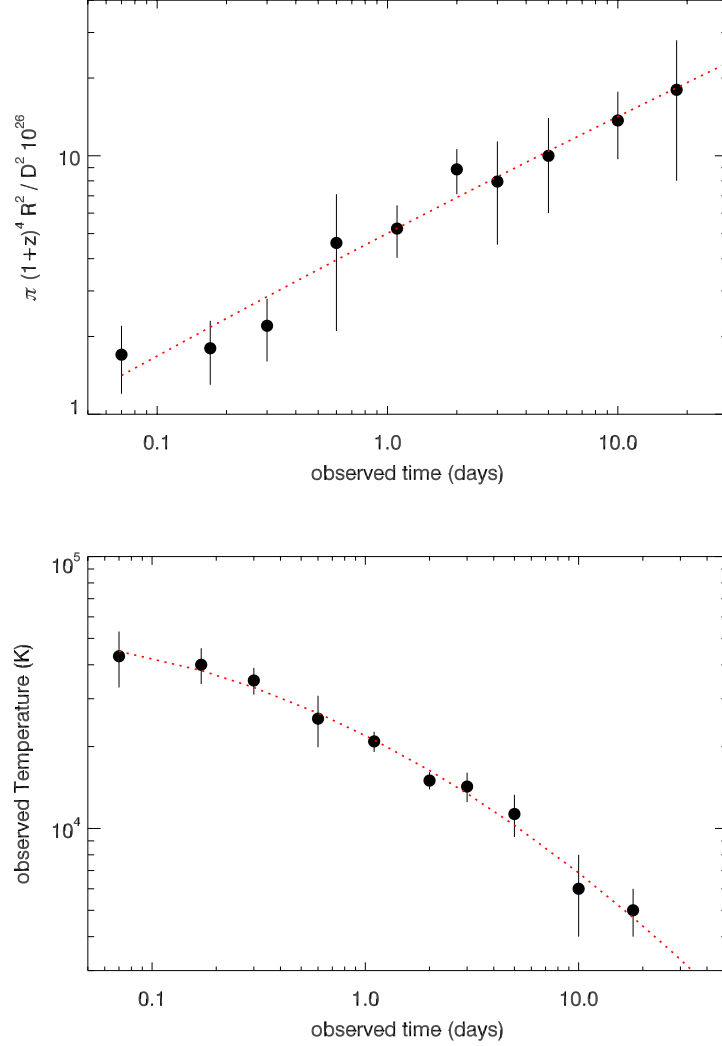 10
1
π (1+z)⁴ R² / D² 10²⁶
0.1 1.0 10.0
observed time (days)
10⁵
10⁴
observed Temperature (K)
0.1 1.0 10.0
observed time (days)